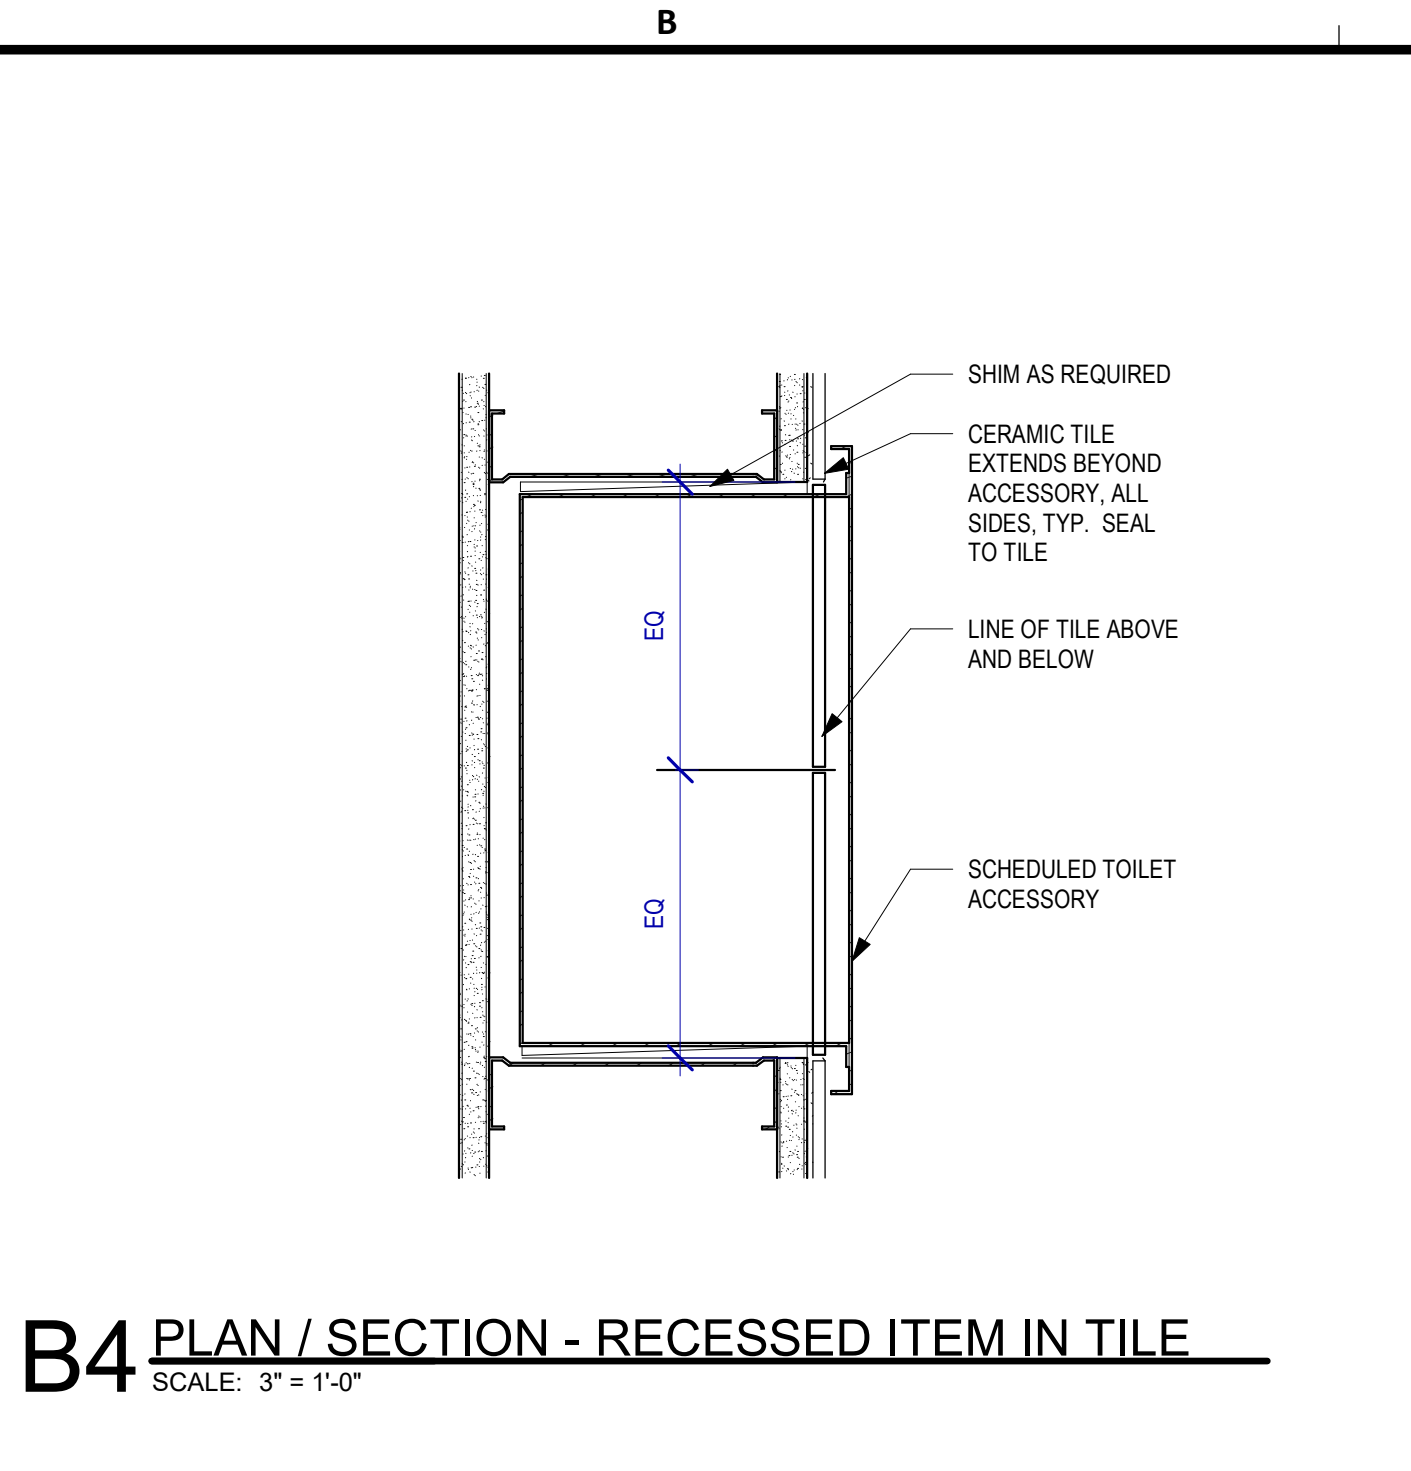 B
SHIM AS REQUIRED
CERAMIC TILE
EXTENDS BEYOND
ACCESSORY, ALL
SIDES, TYP.  SEAL
TO TILE
EQ
LINE OF TILE ABOVE
AND BELOW
EQ
SCHEDULED TOILET
ACCESSORY
B4 PLAN / SECTION - RECESSED ITEM IN TILE
SCALE:  3" = 1'-0"